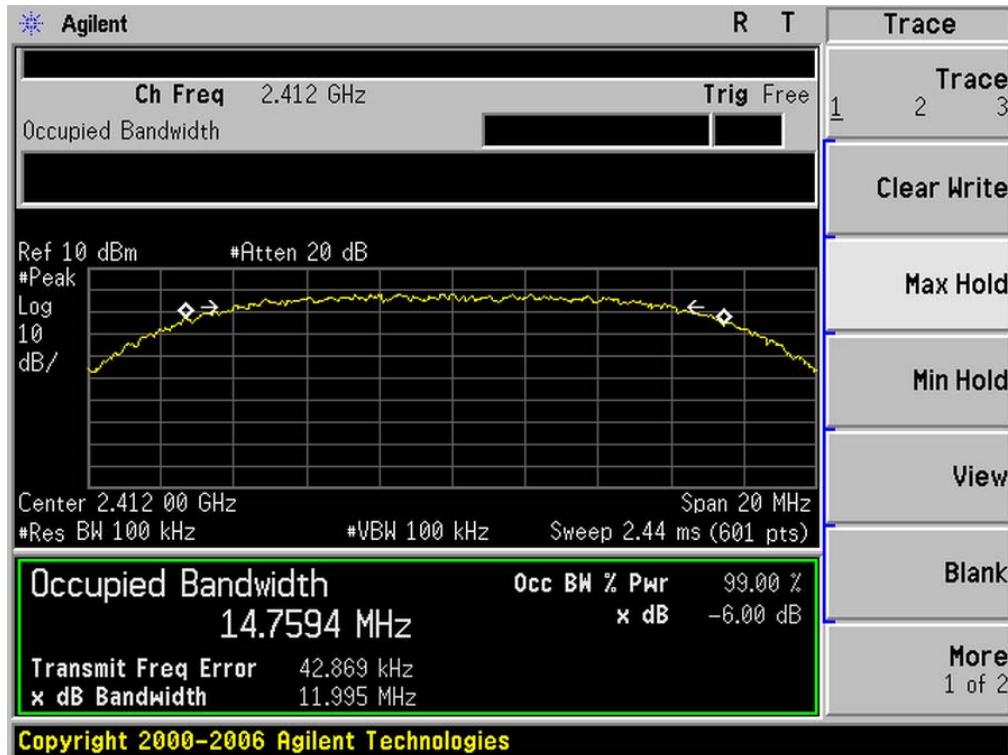 Agilent R T Trace
Ch Freq 2.412 GHz Trig Free
Occupied Bandwidth
Trace
1 2 3
Clear Write
Max Hold
Min Hold
View
Blank
More
1 of 2
Ref 10 dBm #Atten 20 dB
#Peak
Log
10
dB/
Center 2.412 00 GHz Span 20 MHz
#Res BW 100 kHz #VBW 100 kHz Sweep 2.44 ms (601 pts)
Occupied Bandwidth Occ BW % Pwr 99.00 %
14.7594 MHz x dB -6.00 dB
Transmit Freq Error 42.869 kHz
x dB Bandwidth 11.995 MHz
Copyright 2000-2006 Agilent Technologies